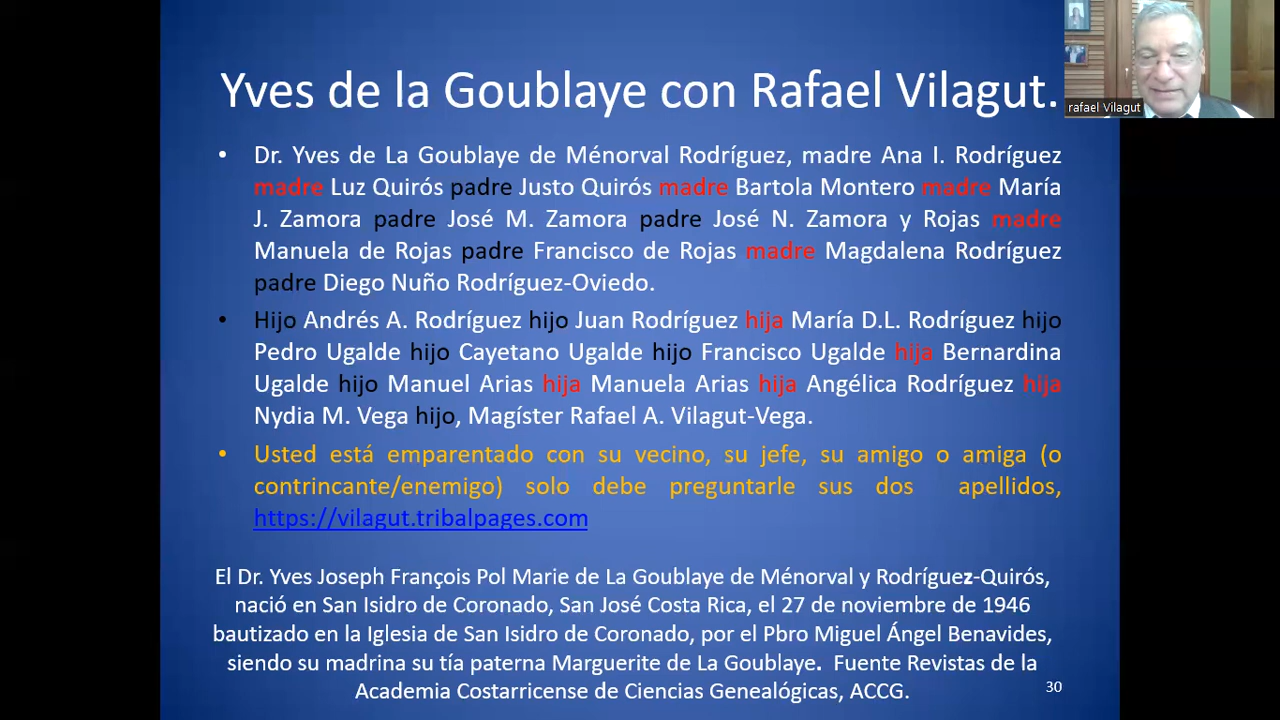 Yves de la Goublaye con Rafael Vilagut.
rafael Vilagut
• Dr. Yves de La Goublaye de Ménorval Rodríguez, madre Ana I. Rodríguez
madre Luz Quirós padre Justo Quirós madre Bartola Montero madre María
J. Zamora padre José M. Zamora padre José N. Zamora y Rojas madre
Manuela de Rojas padre Francisco de Rojas madre Magdalena Rodríguez
padre Diego Nuño Rodríguez-Oviedo.
• Hijo Andrés A. Rodríguez hijo Juan Rodríguez hija María D.L. Rodríguez hijo
Pedro Ugalde hijo Cayetano Ugalde hijo Francisco Ugalde hija Bernardina
Ugalde hijo Manuel Arias hija Manuela Arias hija Angélica Rodríguez hija
Nydia M. Vega hijo, Magíster Rafael A. Vilagut-Vega.
• Usted está emparentado con su vecino, su jefe, su amigo o amiga (o
contrincante/enemigo) solo debe preguntarle sus dos apellidos,
https://vilagut.tribalpages.com
El Dr. Yves Joseph François Pol Marie de La Goublaye de Ménorval y Rodríguez-Quirós,
nació en San Isidro de Coronado, San José Costa Rica, el 27 de noviembre de 1946
bautizado en la Iglesia de San Isidro de Coronado, por el Pbro Miguel Ángel Benavides,
siendo su madrina su tía paterna Marguerite de La Goublaye. Fuente Revistas de la
Academia Costarricense de Ciencias Genealógicas, ACCG.
30